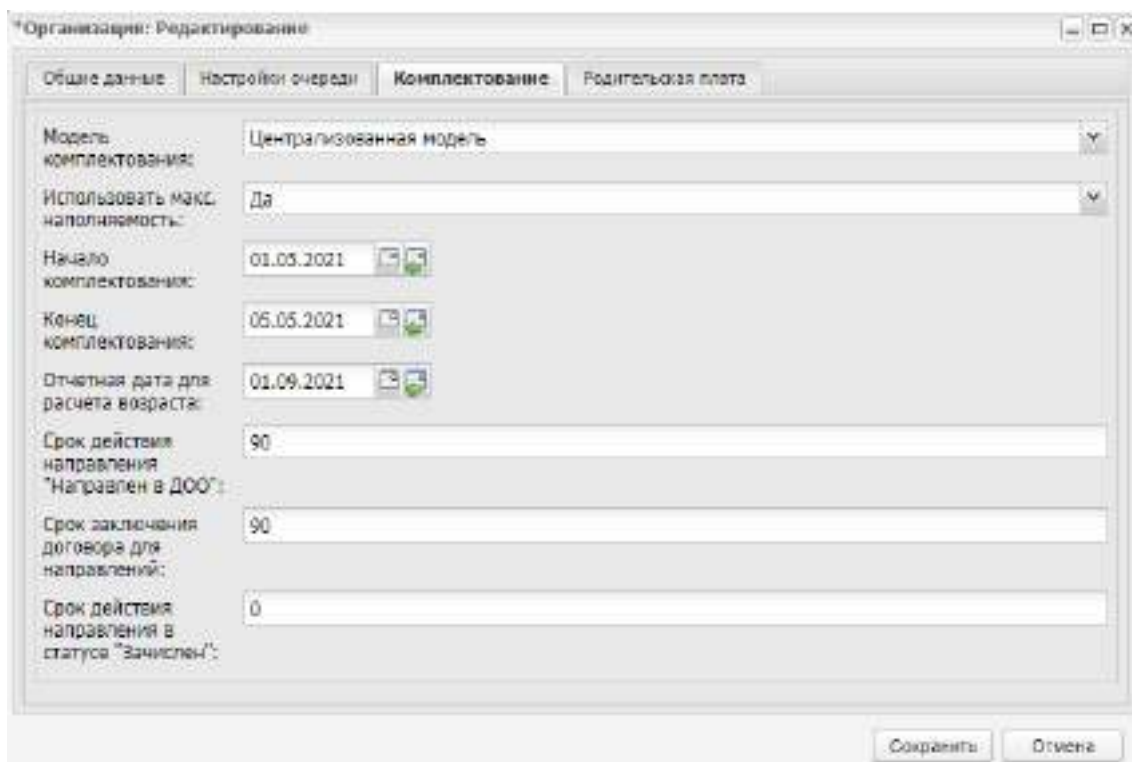 *Организации: Редактирование
Общие данные Настройки очереди Комплектование Родительская плата
Модель
комплектования:
Централизованная модель
Использовать макс.
наполняемость:
Да
Начало
комплектования:
01.05.2021
Конец
комплектования:
05.05.2021
Отчетная дата для
расчета возраста:
01.09.2021
Срок действия
направления
"Направлен в ДОО":
90
Срок заключения
договора для
направлений:
90
Срок действия
направления в
статусе "Зачислен":
0
Сохранить Отмена